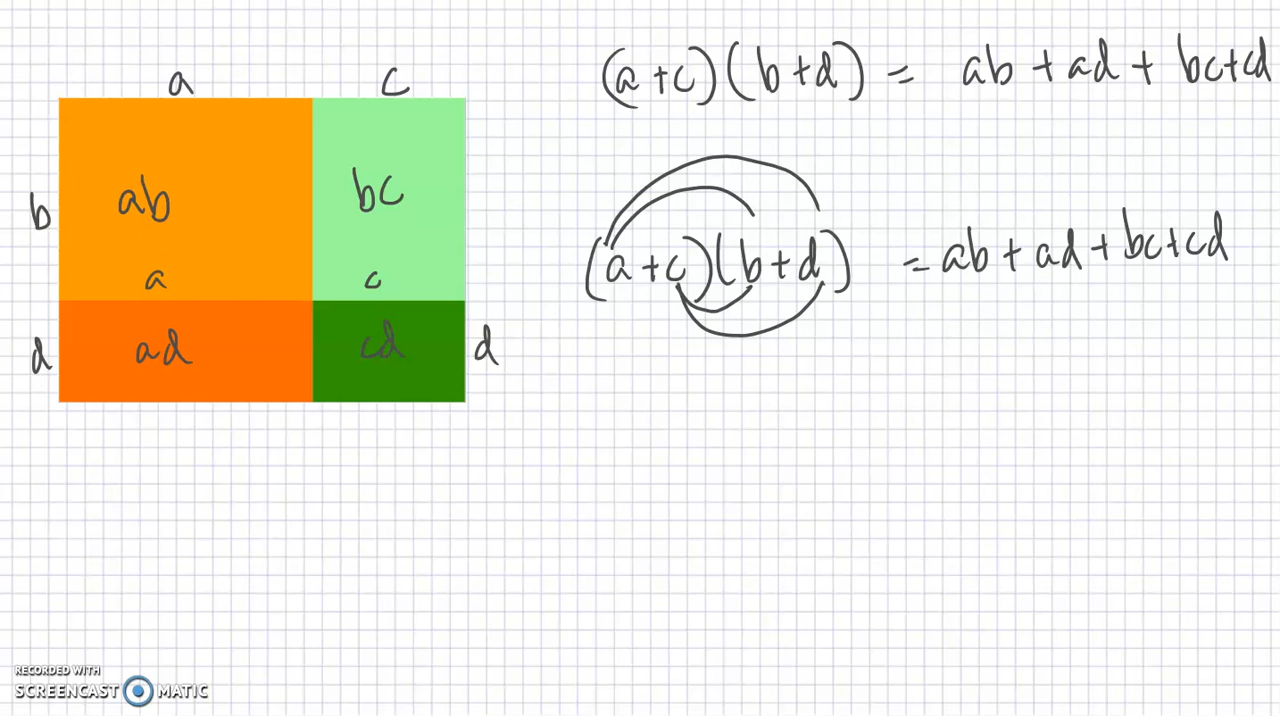 a c
(a+c)(b+d) = ab + ad + bc+cd
b ab bc
(a+c)(b+d) = ab + ad + bc+cd
a c
d ad cd d
RECORDED WITH
SCREENCAST MATIC